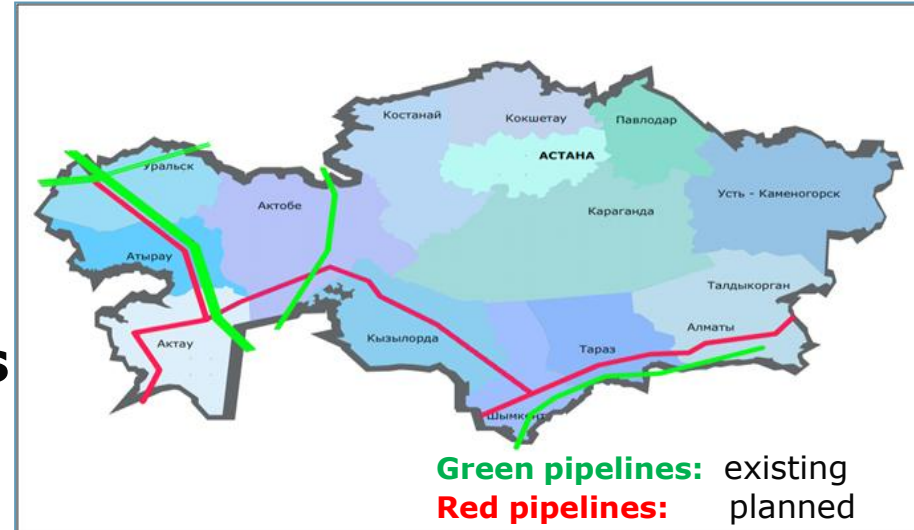 Костанай
Кокшетау
Павлодар
АСТАНА
Уральск
Усть - Каменогорск
Актобе
Караганда
Атырау
Талдыкорган
Алматы
Актау
Кызылорда
Тараз
s
Шымкент
Green pipelines: existing
Red pipelines: planned